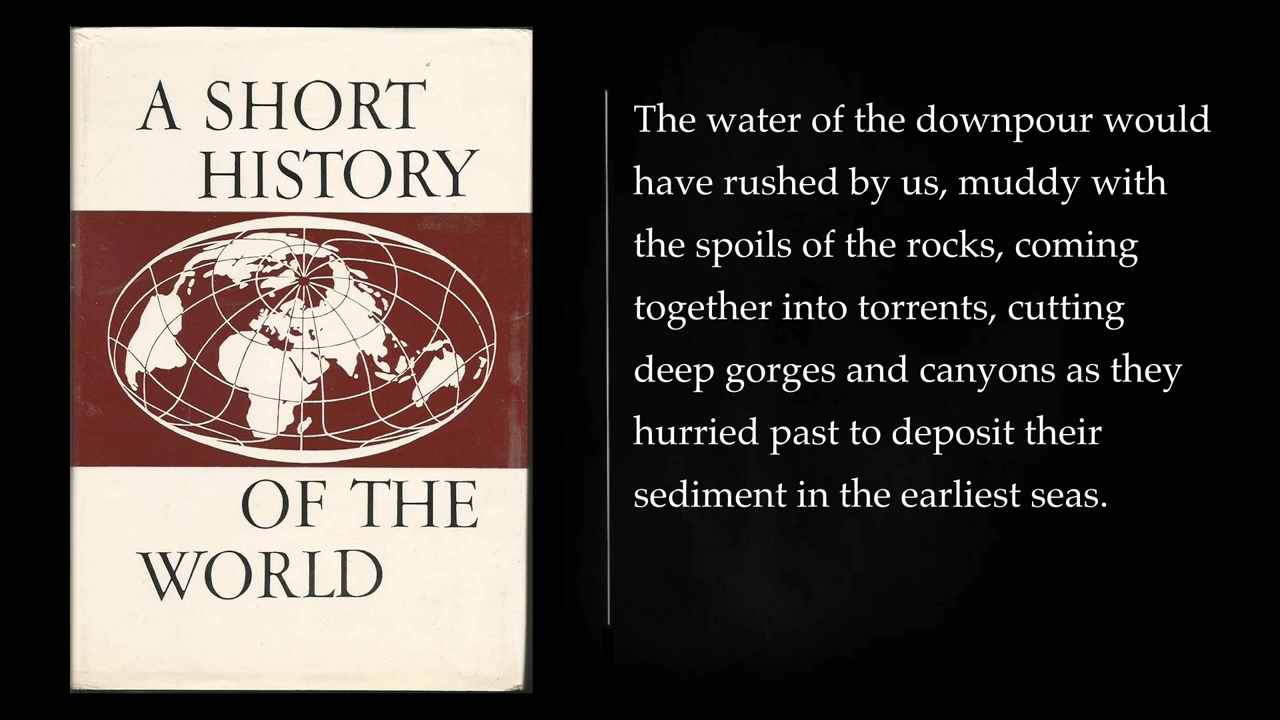 A SHORT
HISTORY
OF THE
WORLD
The water of the downpour would
have rushed by us, muddy with
the spoils of the rocks, coming
together into torrents, cutting
deep gorges and canyons as they
hurried past to deposit their
sediment in the earliest seas.